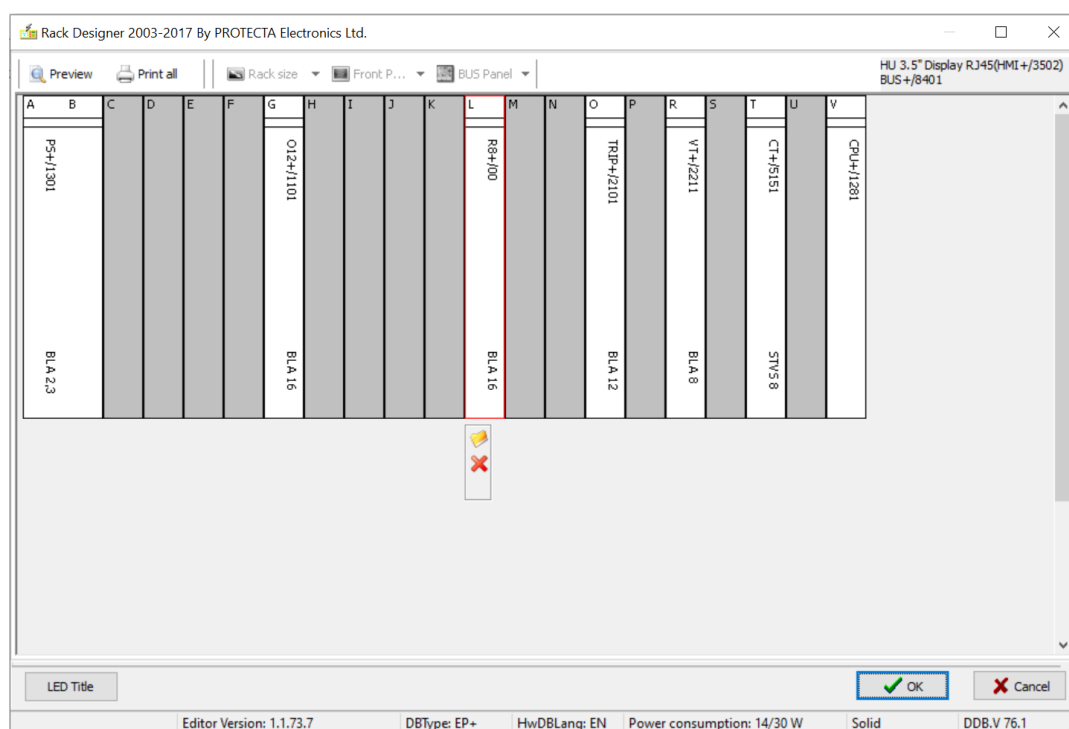 Rack Designer 2003-2017 By PROTECTA Electronics Ltd.
Preview Print all Rack size Front P... BUS Panel
HU 3.5" Display RJ45(HMI+/3502)
BUS+/8401
A B C D E F G H I J K L M N O P R S T U V
PS+/1301
O12+/1101
R8+/00
TRIP+/2101
VT+/2211
CT+/5151
CPU+/1281
BLA 2,3
BLA 16
BLA 16
BLA 12
BLA 8
STVS 8
LED Title
OK
Cancel
Editor Version: 1.1.73.7 DBType: EP+ HwDBLang: EN Power consumption: 14/30 W Solid DDB.V 76.1